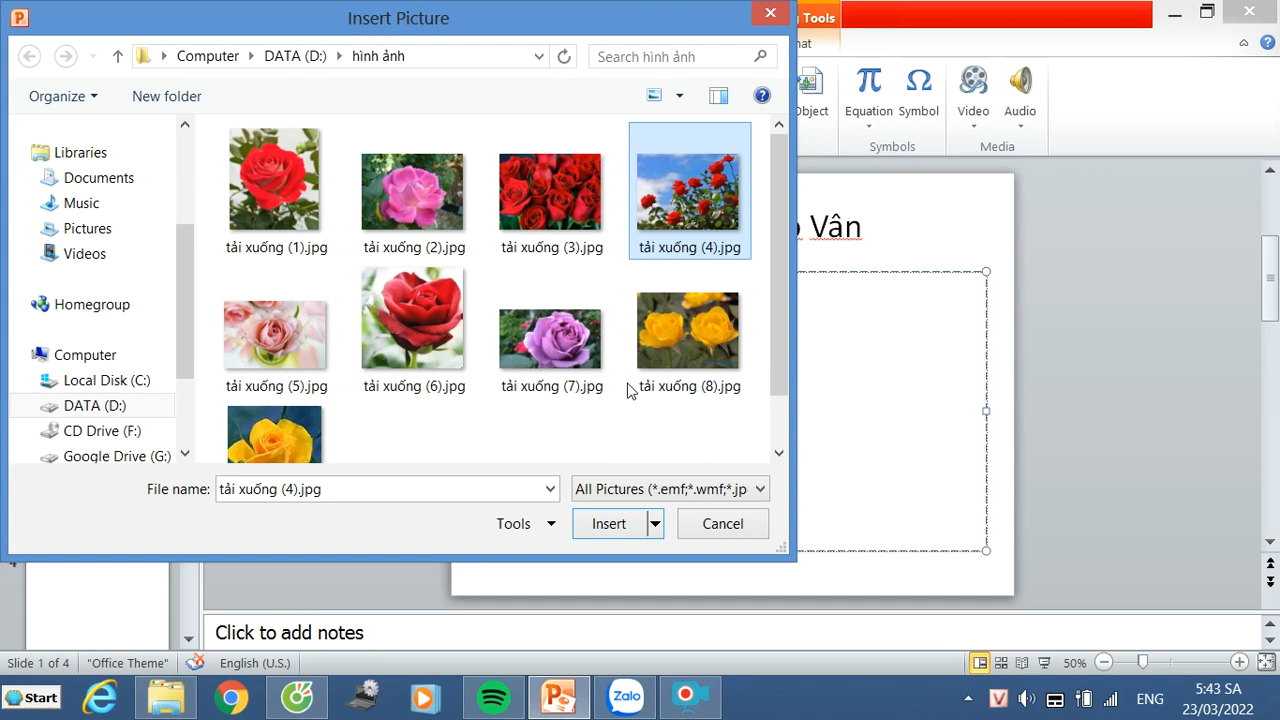 Insert Picture
g Tools
Computer DATA (D:) hình ảnh
Search hình ảnh
Organize
New folder
Object
Equation
Symbol
Video
Audio
Symbols
Media
Libraries
Documents
Music
Pictures
Videos
Homegroup
Computer
Local Disk (C:)
DATA (D:)
CD Drive (F:)
Google Drive (G:)
tải xuống (1).jpg
tải xuống (2).jpg
tải xuống (3).jpg
tải xuống (4).jpg
tải xuống (5).jpg
tải xuống (6).jpg
tải xuống (7).jpg
tải xuống (8).jpg
Vân
File name: tải xuống (4).jpg
All Pictures (*.emf;*.wmf;*.jp
Tools
Insert
Cancel
Click to add notes
Slide 1 of 4
"Office Theme"
English (U.S.)
50%
Start
Zalo
ENG
5:43 SA
23/03/2022